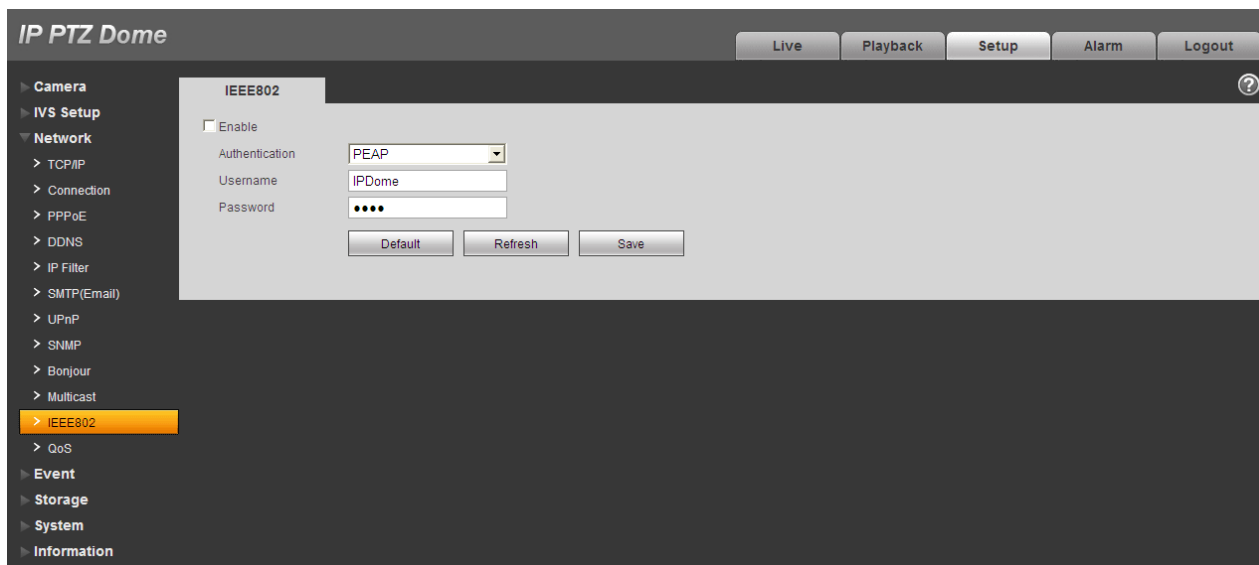 IP PTZ Dome
Live
Playback
Setup
Alarm
Logout
Camera
IVS Setup
Network
> TCP/IP
> Connection
> PPPoE
> DDNS
> IP Filter
> SMTP(Email)
> UPnP
> SNMP
> Bonjour
> Multicast
> IEEE802
> QoS
Event
Storage
System
Information
IEEE802
?
Enable
Authentication PEAP
Username IPDome
Password ••••
Default Refresh Save